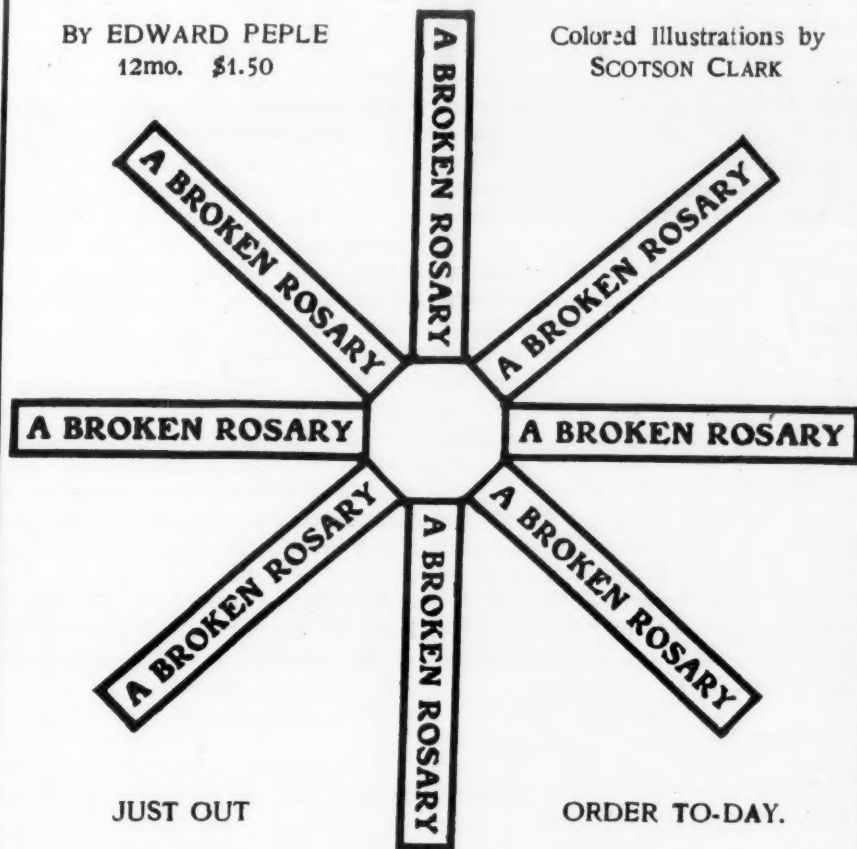 BY EDWARD PEPLE
12mo. $1.50
Colored Illustrations by
SCOTSON CLARK
A BROKEN ROSARY
A BROKEN ROSARY
A BROKEN ROSARY
A BROKEN ROSARY
A BROKEN ROSARY
A BROKEN ROSARY
A BROKEN ROSARY
A BROKEN ROSARY
JUST OUT
ORDER TO-DAY.